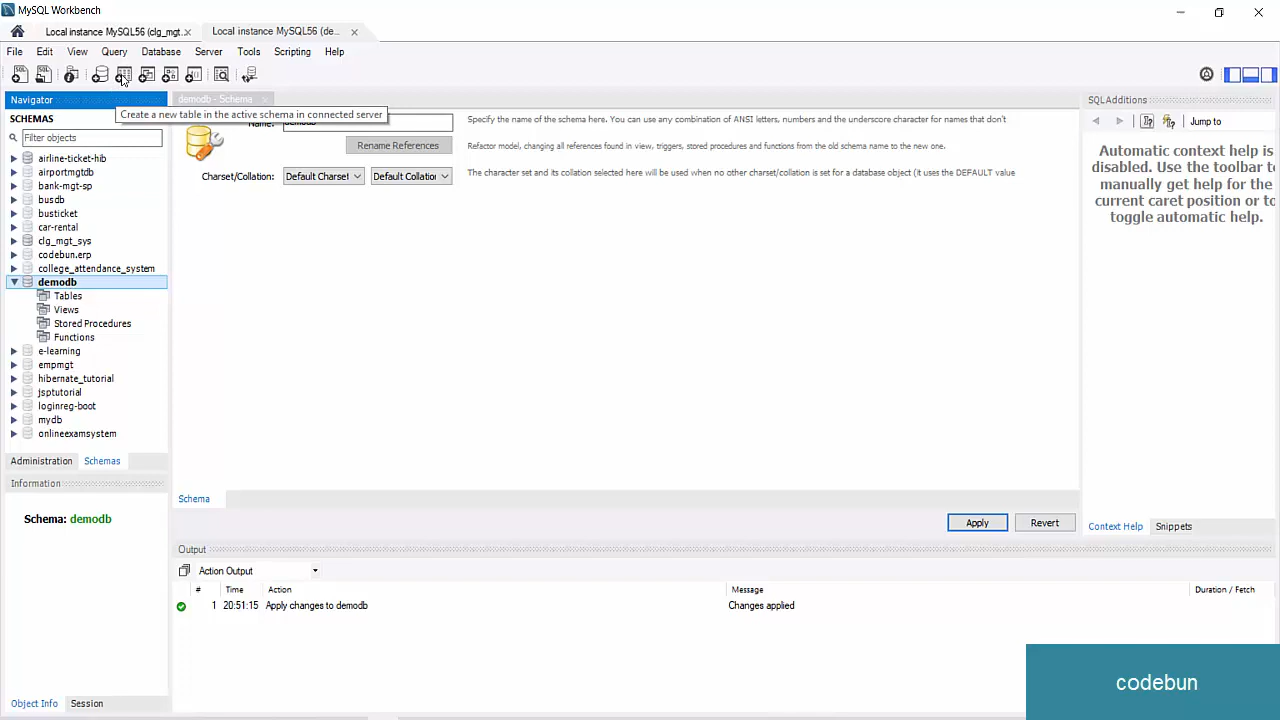 MySQL Workbench
Local instance MySQL56 (clg_mgt. Local instance MySQL56 (de...
File Edit View Query Database Server Tools Scripting Help
Navigator
demodb - Schema
SQLAdditions
Create a new table in the active schema in connected server
SCHEMAS
Name:
Specify the name of the schema here. You can use any combination of ANSI letters, numbers and the underscore character for names that don't
Jump to
Filter objects
Rename References
Refactor model, changing all references found in view, triggers, stored procedures and functions from the old schema name to the new one.
Charset/Collation: Default Charset Default Collation
The character set and its collation selected here will be used when no other charset/collation is set for a database object (it uses the DEFAULT value
Automatic context help is
disabled. Use the toolbar to
manually get help for the
current caret position or to
toggle automatic help.
airline-ticket-hib
airportmgtdb
bank-mgt-sp
busdb
busticket
car-rental
clg_mgt_sys
codebun.erp
college_attendance_system
demodb
Tables
Views
Stored Procedures
Functions
e-learning
empmgt
hibernate_tutorial
jsptutorial
loginreg-boot
mydb
onlineexamsystem
Administration Schemas
Information
Schema: demodb
Schema
Apply Revert
Context Help Snippets
Output
Action Output
# Time Action Message Duration / Fetch
1 20:51:15 Apply changes to demodb Changes applied
Object Info Session
codebun